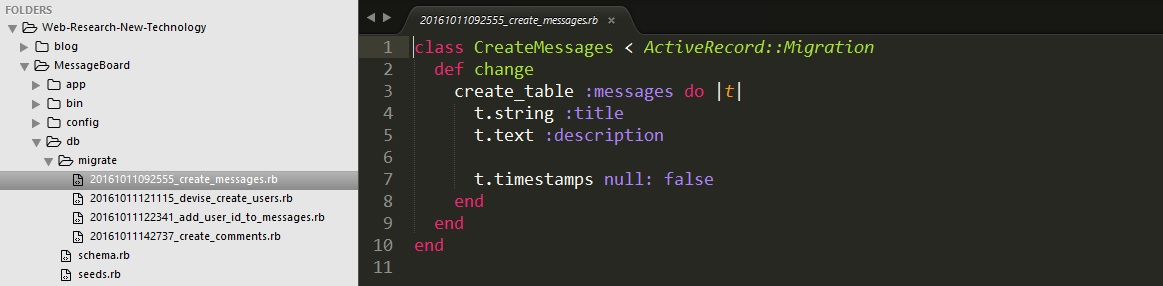 FOLDERS
Web-Research-New-Technology
blog
MessageBoard
app
bin
config
db
migrate
20161011092555_create_messages.rb
20161011121115_devise_create_users.rb
20161011122341_add_user_id_to_messages.rb
20161011142737_create_comments.rb
schema.rb
seeds.rb
20161011092555_create_messages.rb ×
1 class CreateMessages < ActiveRecord::Migration
2   def change
3     create_table :messages do |t|
4       t.string :title
5       t.text :description
6
7       t.timestamps null: false
8     end
9   end
10 end
11